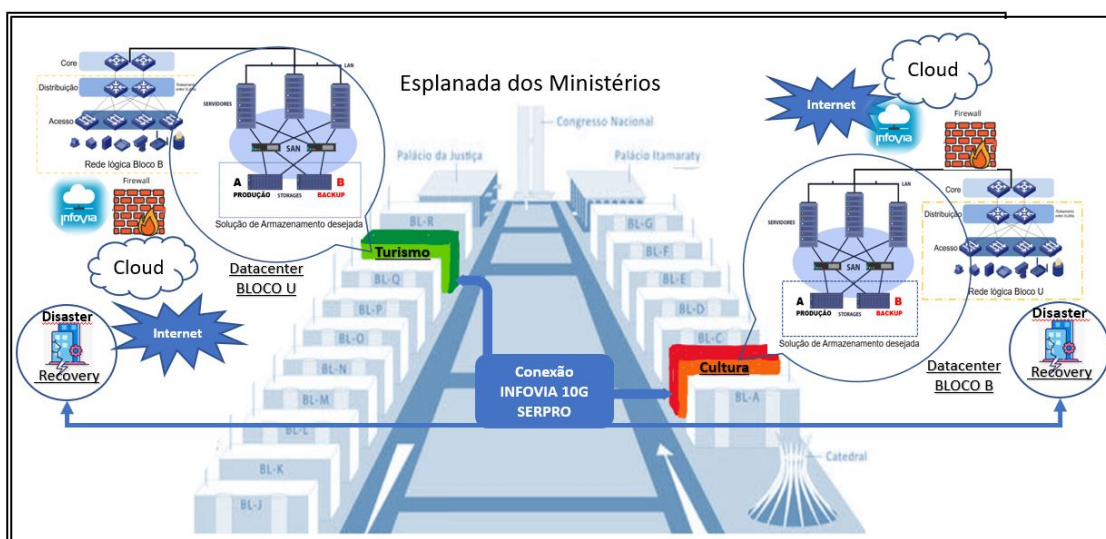 Esplanada dos Ministérios
Core
Distribuição
Acesso
Rede lógica Bloco B
Firewall
INFOVIA
Cloud
Internet
Disaster
Recovery
LAN
SERVIDORES
SAN
A
B
PRODUÇÃO
STORAGES
BACKUP
Solução de Armazenamento desejada
Datacenter
BLOCO U
Turismo
Congresso
Nacional
Palácio da Justiça
Palácio Itamaraty
BL-R
BL-Q
BL-P
BL-O
BL-N
BL-M
BL-L
BL-K
BL-J
BL-G
BL-F
BL-E
BL-D
BL-C
BL-A
Cultura
Catedral
Conexão
INFOVIA 10G
SERPRO
Cloud
Internet
INFOVIA
Firewall
LAN
SERVIDORES
SAN
A
B
PRODUÇÃO
STORAGES
BACKUP
Solução de Armazenamento desejada
Core
Distribuição
Acesso
Rede lógica Bloco U
Datacenter
BLOCO B
Disaster
Recovery